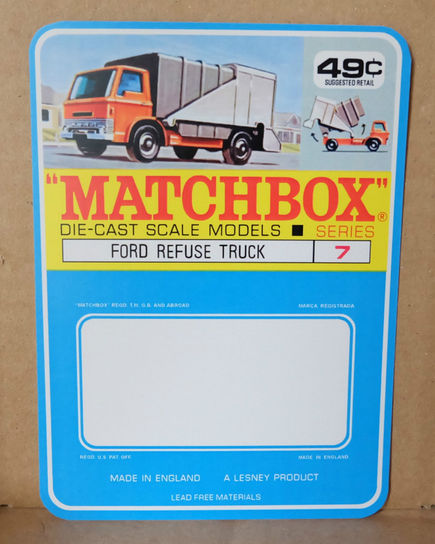 49¢
SUGGESTED RETAIL
"MATCHBOX"®
DIE-CAST SCALE MODELS ■ SERIES
FORD REFUSE TRUCK 7
"MATCHBOX" REGD. T.M. G.B. AND ABROAD MARCA REGISTRADA
REGD. U.S. PAT. OFF. MADE IN ENGLAND
MADE IN ENGLAND A LESNEY PRODUCT
LEAD FREE MATERIALS